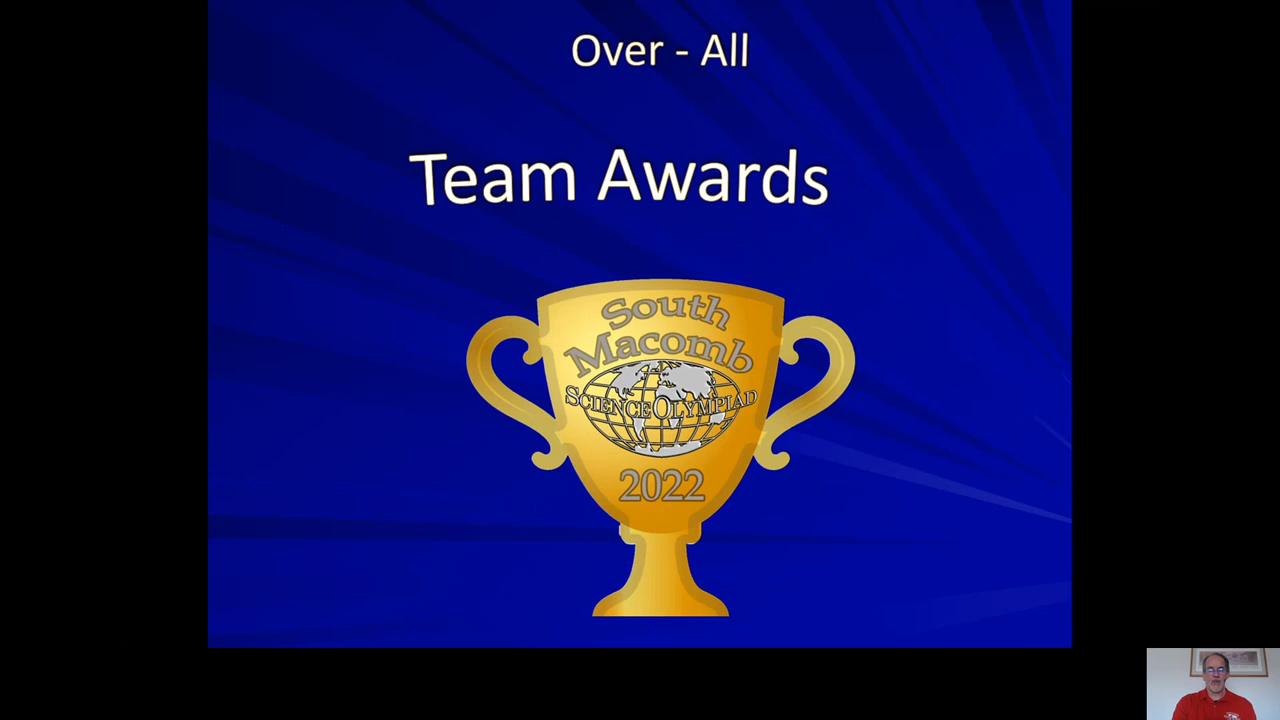 Over - All
Team Awards
South
Macomb
SCIENCE OLYMPIAD
2022